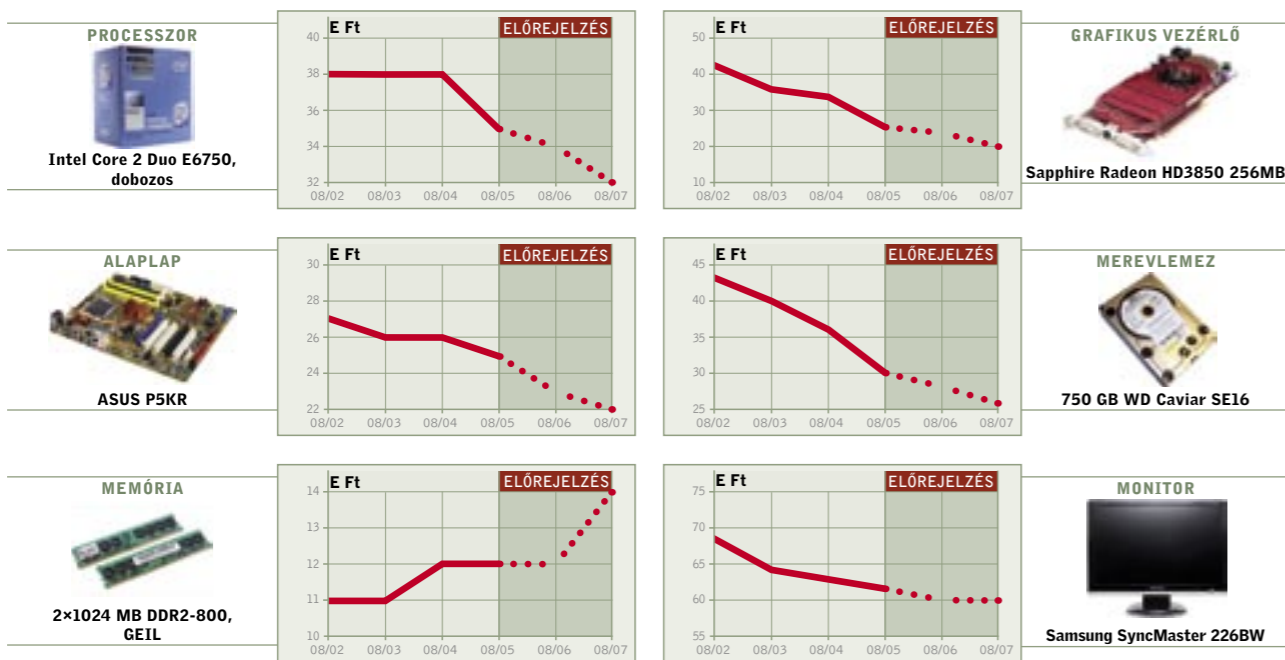 PROCESSZOR
Intel Core 2 Duo E6750,
dobozos
E Ft
ELŐREJELZÉS
40
38
36
34
32
08/02 08/03 08/04 08/05 08/06 08/07
E Ft
ELŐREJELZÉS
50
40
30
20
10
08/02 08/03 08/04 08/05 08/06 08/07
GRAFIKUS VEZÉRLŐ
Sapphire Radeon HD3850 256MB
ALAPLAP
ASUS P5KR
E Ft
ELŐREJELZÉS
30
28
26
24
22
08/02 08/03 08/04 08/05 08/06 08/07
E Ft
ELŐREJELZÉS
45
40
35
30
25
08/02 08/03 08/04 08/05 08/06 08/07
MEREVLEMEZ
750 GB WD Caviar SE16
MEMÓRIA
2×1024 MB DDR2-800,
GEIL
E Ft
ELŐREJELZÉS
14
13
12
11
10
08/02 08/03 08/04 08/05 08/06 08/07
E Ft
ELŐREJELZÉS
75
70
65
60
55
08/02 08/03 08/04 08/05 08/06 08/07
MONITOR
Samsung SyncMaster 226BW